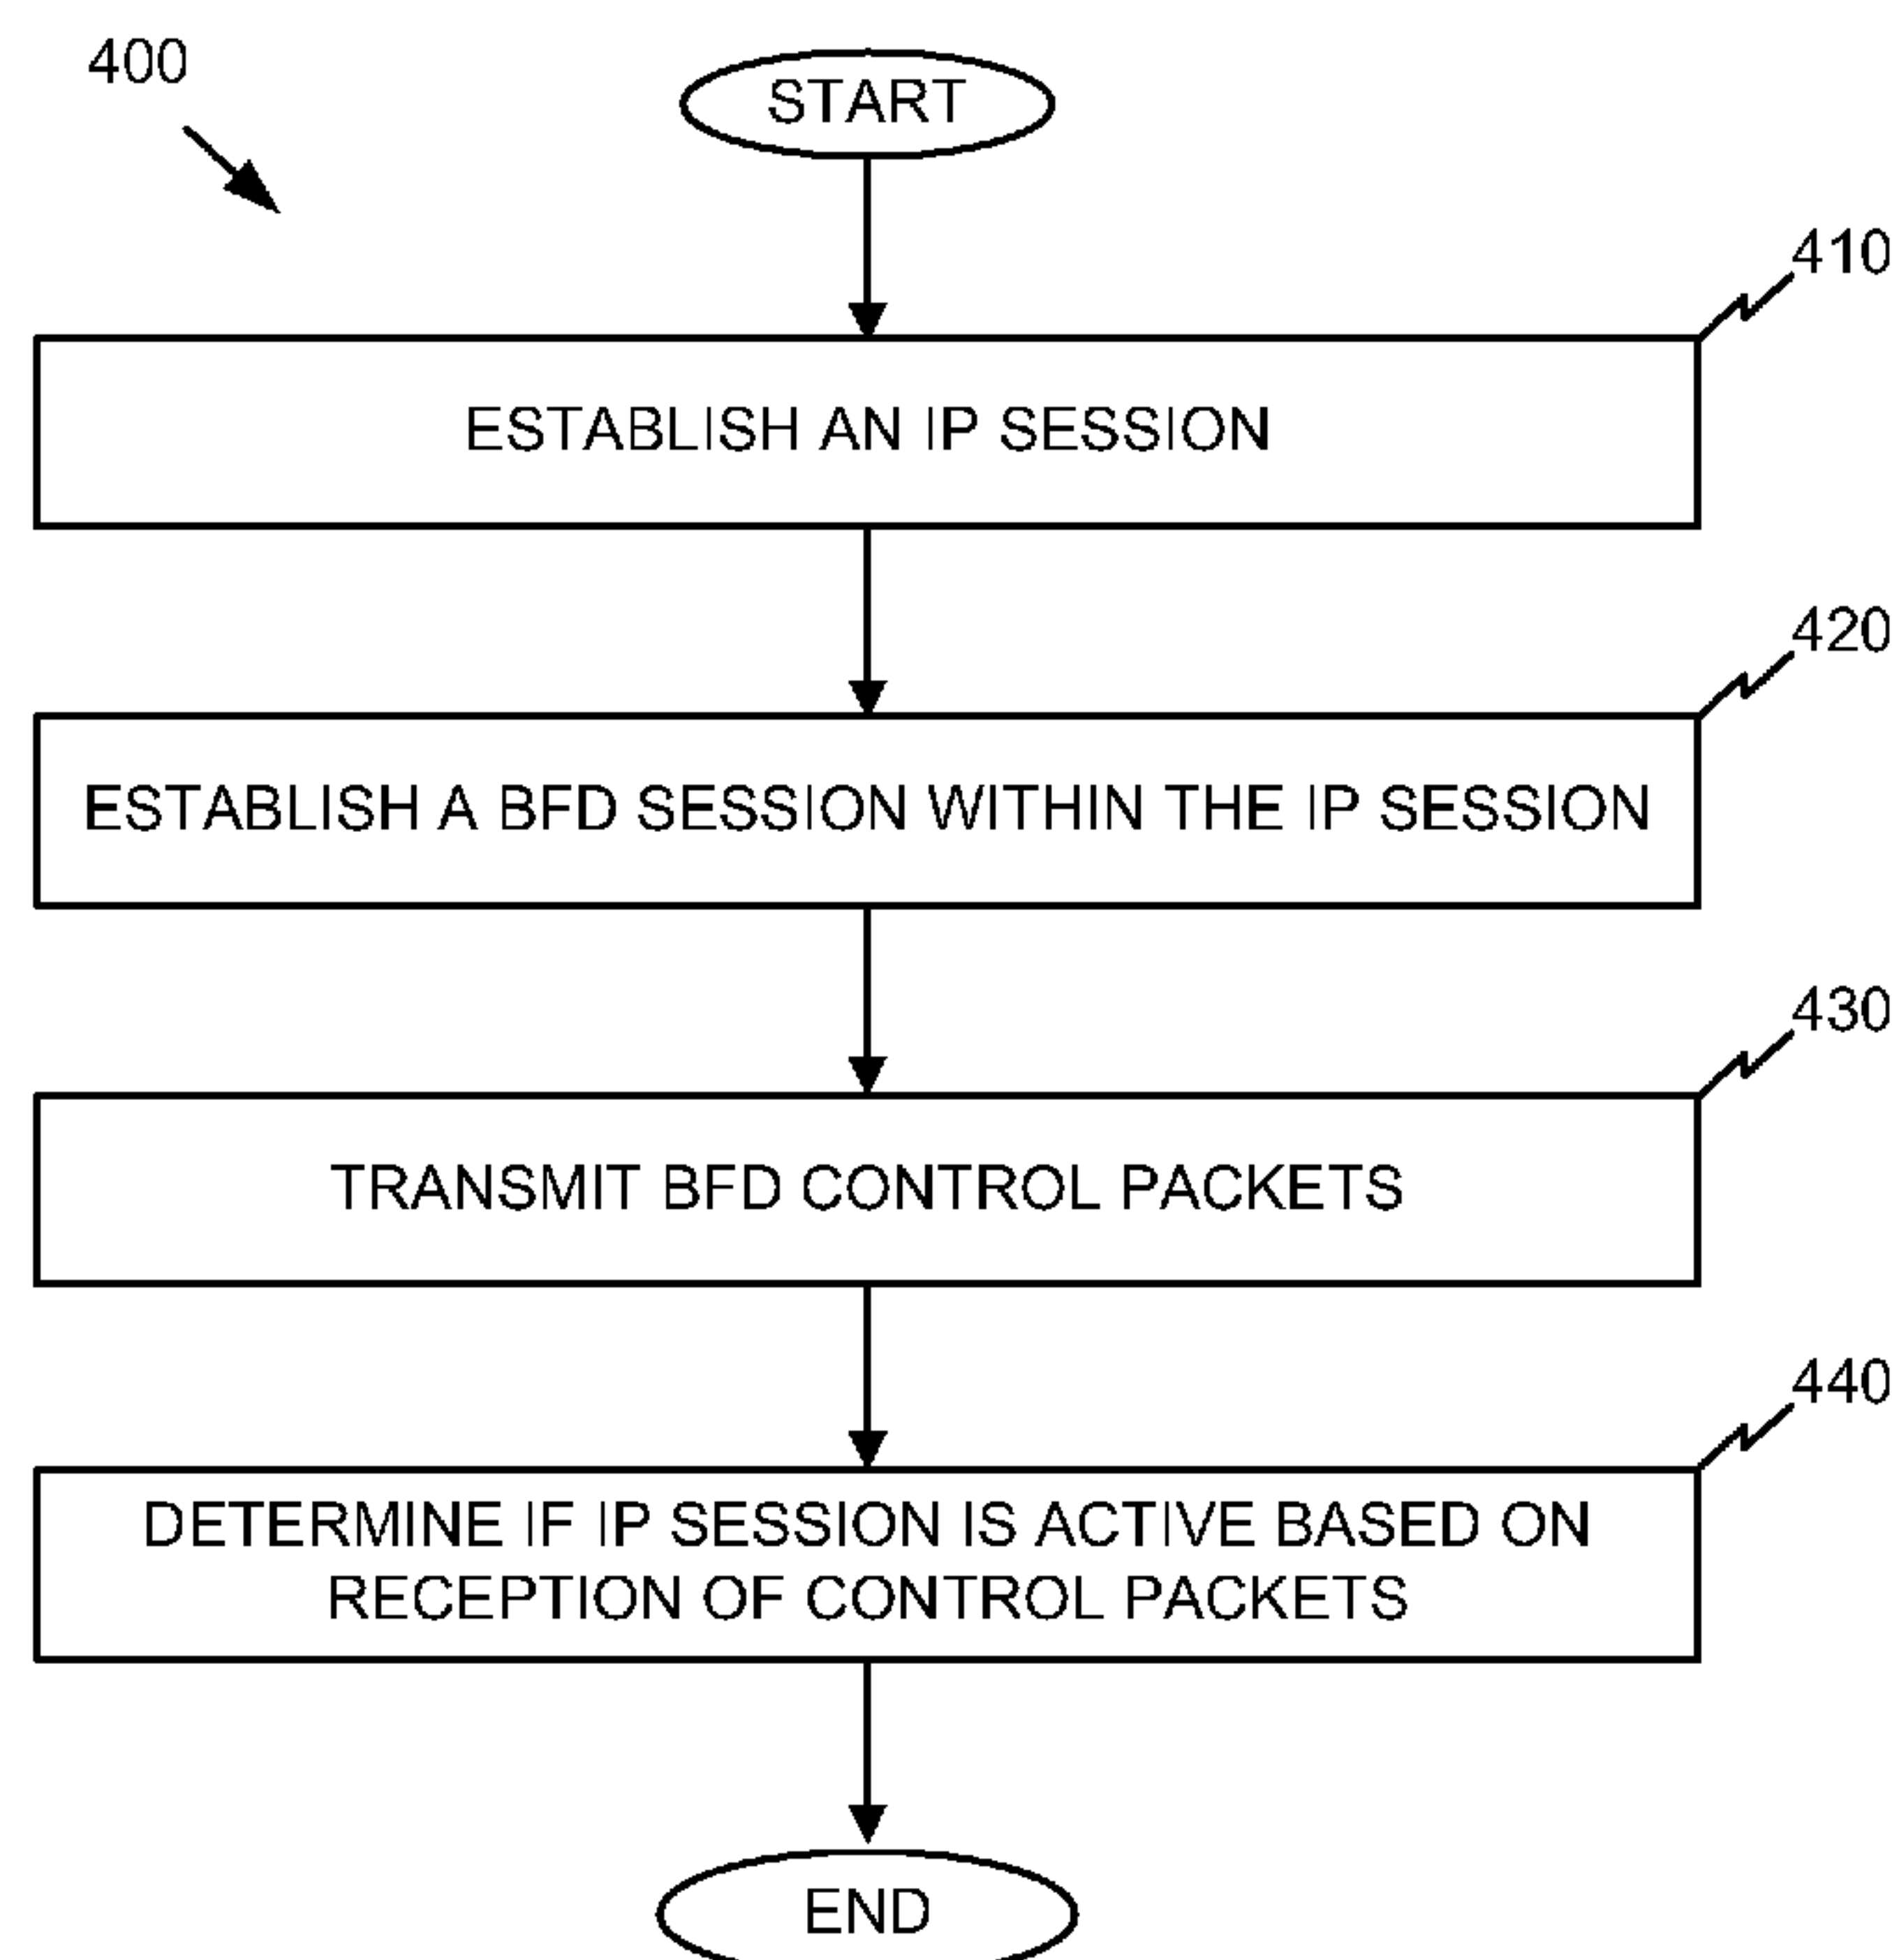 400
START
410
ESTABLISH AN IP SESSION
420
ESTABLISH A BFD SESSION WITHIN THE IP SESSION
430
TRANSMIT BFD CONTROL PACKETS
440
DETERMINE IF IP SESSION IS ACTIVE BASED ON
RECEPTION OF CONTROL PACKETS
END